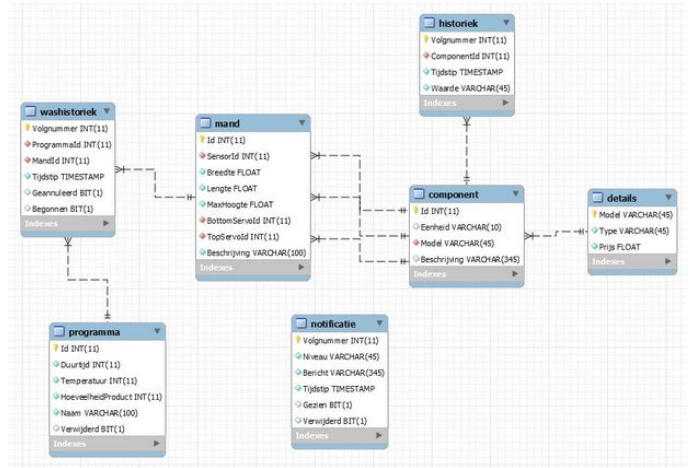 historiek
Volgnummer INT(11)
ComponentId INT(11)
Tijdstip TIMESTAMP
Waarde VARCHAR(45)
Indexes
washistoriek
Volgnummer INT(11)
ProgrammaId INT(11)
MandId INT(11)
Tijdstip TIMESTAMP
Geannuleerd BIT(1)
Begonnen BIT(1)
Indexes
mand
Id INT(11)
SensorId INT(11)
Breedte FLOAT
Lengte FLOAT
MaxHoogte FLOAT
BottomServoId INT(11)
TopServoId INT(11)
Beschrijving VARCHAR(100)
Indexes
component
Id INT(11)
Eenheid VARCHAR(10)
Model VARCHAR(45)
Beschrijving VARCHAR(345)
Indexes
details
Model VARCHAR(45)
Type VARCHAR(45)
Prijs FLOAT
Indexes
programma
Id INT(11)
Duurtijd INT(11)
Temperatuur INT(11)
HoeveelheidProduct INT(11)
Naam VARCHAR(100)
Verwijderd BIT(1)
Indexes
notificatie
Volgnummer INT(11)
Niveau VARCHAR(45)
Bericht VARCHAR(345)
Tijdstip TIMESTAMP
Gezien BIT(1)
Verwijderd BIT(1)
Indexes